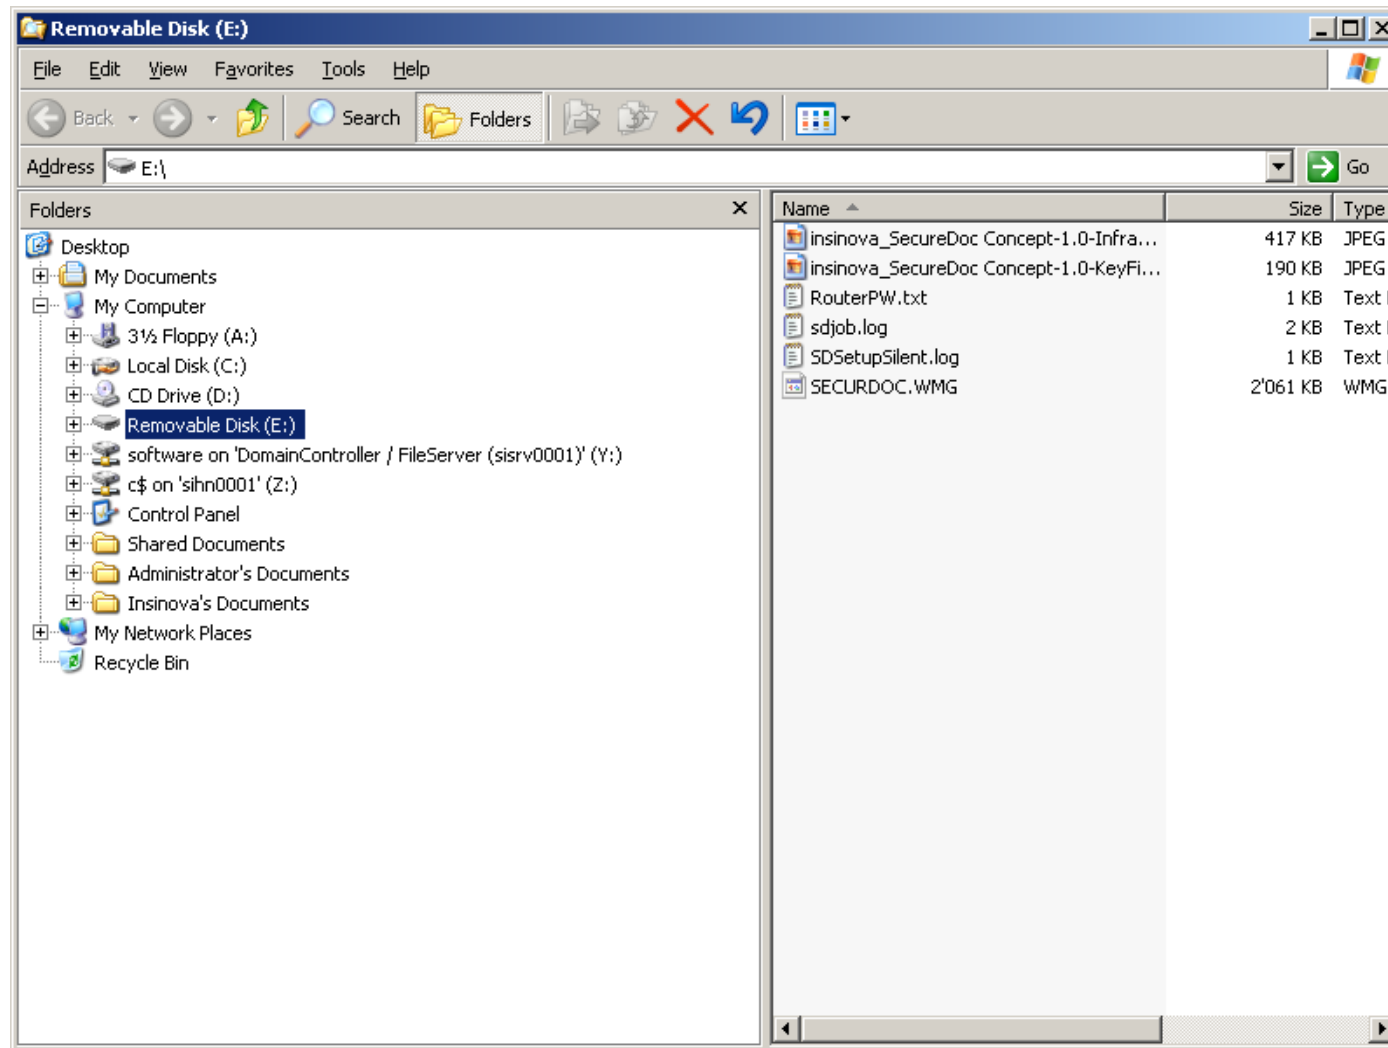 Removable Disk (E:)
File Edit View Favorites Tools Help
Back Search Folders
Address E:\ Go
Folders
Desktop
My Documents
My Computer
3½ Floppy (A:)
Local Disk (C:)
CD Drive (D:)
Removable Disk (E:)
software on 'DomainController / FileServer (sisrv0001)' (Y:)
c$ on 'sihn0001' (Z:)
Control Panel
Shared Documents
Administrator's Documents
Insinova's Documents
My Network Places
Recycle Bin
Name Size Type
insinova_SecureDoc Concept-1.0-Infra... 417 KB JPEG
insinova_SecureDoc Concept-1.0-KeyFi... 190 KB JPEG
RouterPW.txt 1 KB Text
sdjob.log 2 KB Text
SDSetupSilent.log 1 KB Text
SECURDOC.WMG 2'061 KB WMG